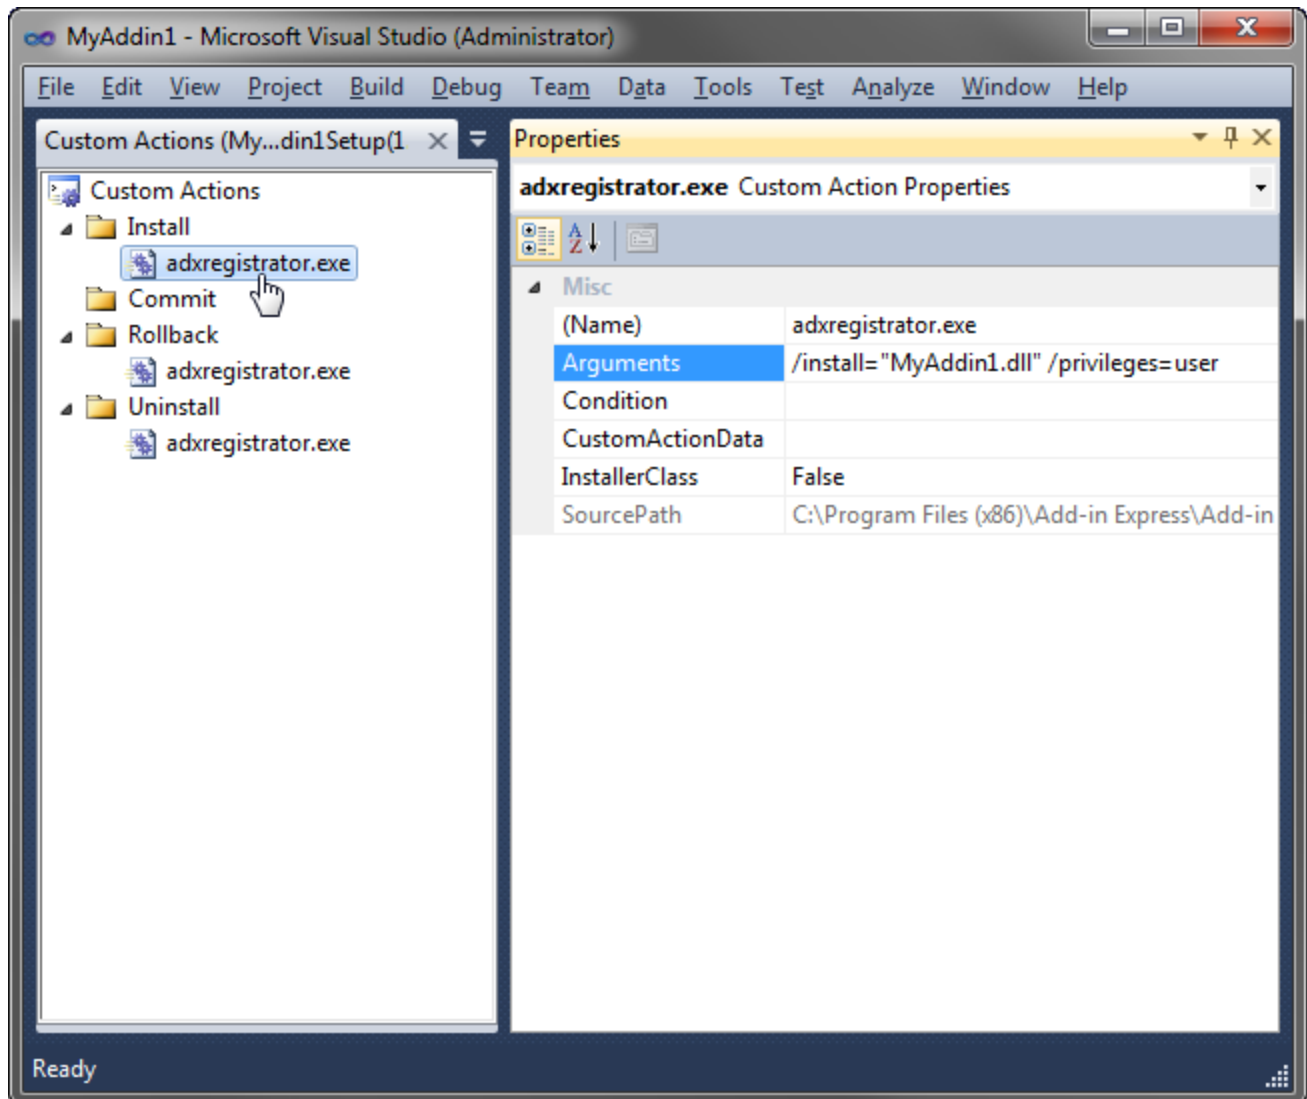 MyAddin1 - Microsoft Visual Studio (Administrator)
File Edit View Project Build Debug Team Data Tools Test Analyze Window Help
Custom Actions (My...din1Setup(1
Custom Actions
Install
adxregistrator.exe
Commit
Rollback
adxregistrator.exe
Uninstall
adxregistrator.exe
Properties
adxregistrator.exe Custom Action Properties
Misc
(Name) adxregistrator.exe
Arguments /install="MyAddin1.dll" /privileges=user
Condition
CustomActionData
InstallerClass False
SourcePath C:\Program Files (x86)\Add-in Express\Add-in
Ready